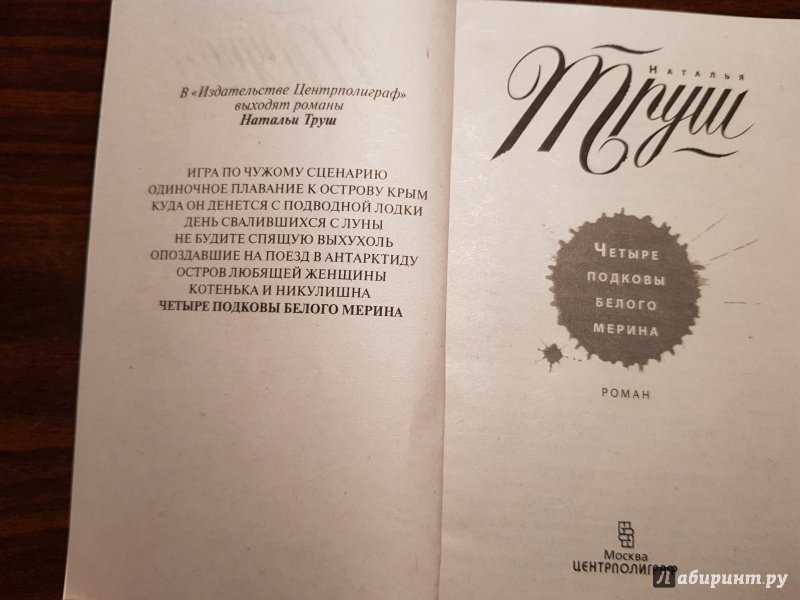 В «Издательстве Центрполиграф»
выходят романы
Натальи Труш
ИГРА ПО ЧУЖОМУ СЦЕНАРИЮ
ОДИНОЧНОЕ ПЛАВАНИЕ К ОСТРОВУ КРЫМ
КУДА ОН ДЕНЕТСЯ С ПОДВОДНОЙ ЛОДКИ
ДЕНЬ СВАЛИВШИХСЯ С ЛУНЫ
НЕ БУДИТЕ СПЯЩУЮ ВЫХУХОЛЬ
ОПОЗДАВШИЕ НА ПОЕЗД В АНТАРКТИДУ
ОСТРОВ ЛЮБЯЩЕЙ ЖЕНЩИНЫ
КОТЕНЬКА И НИКУЛИШНА
ЧЕТЫРЕ ПОДКОВЫ БЕЛОГО МЕРИНА
НАТАЛЬЯ
Труш
ЧЕТЫРЕ
ПОДКОВЫ
БЕЛОГО
МЕРИНА
РОМАН
Москва
ЦЕНТРПОЛИГРАФ
Лабиринт.ру